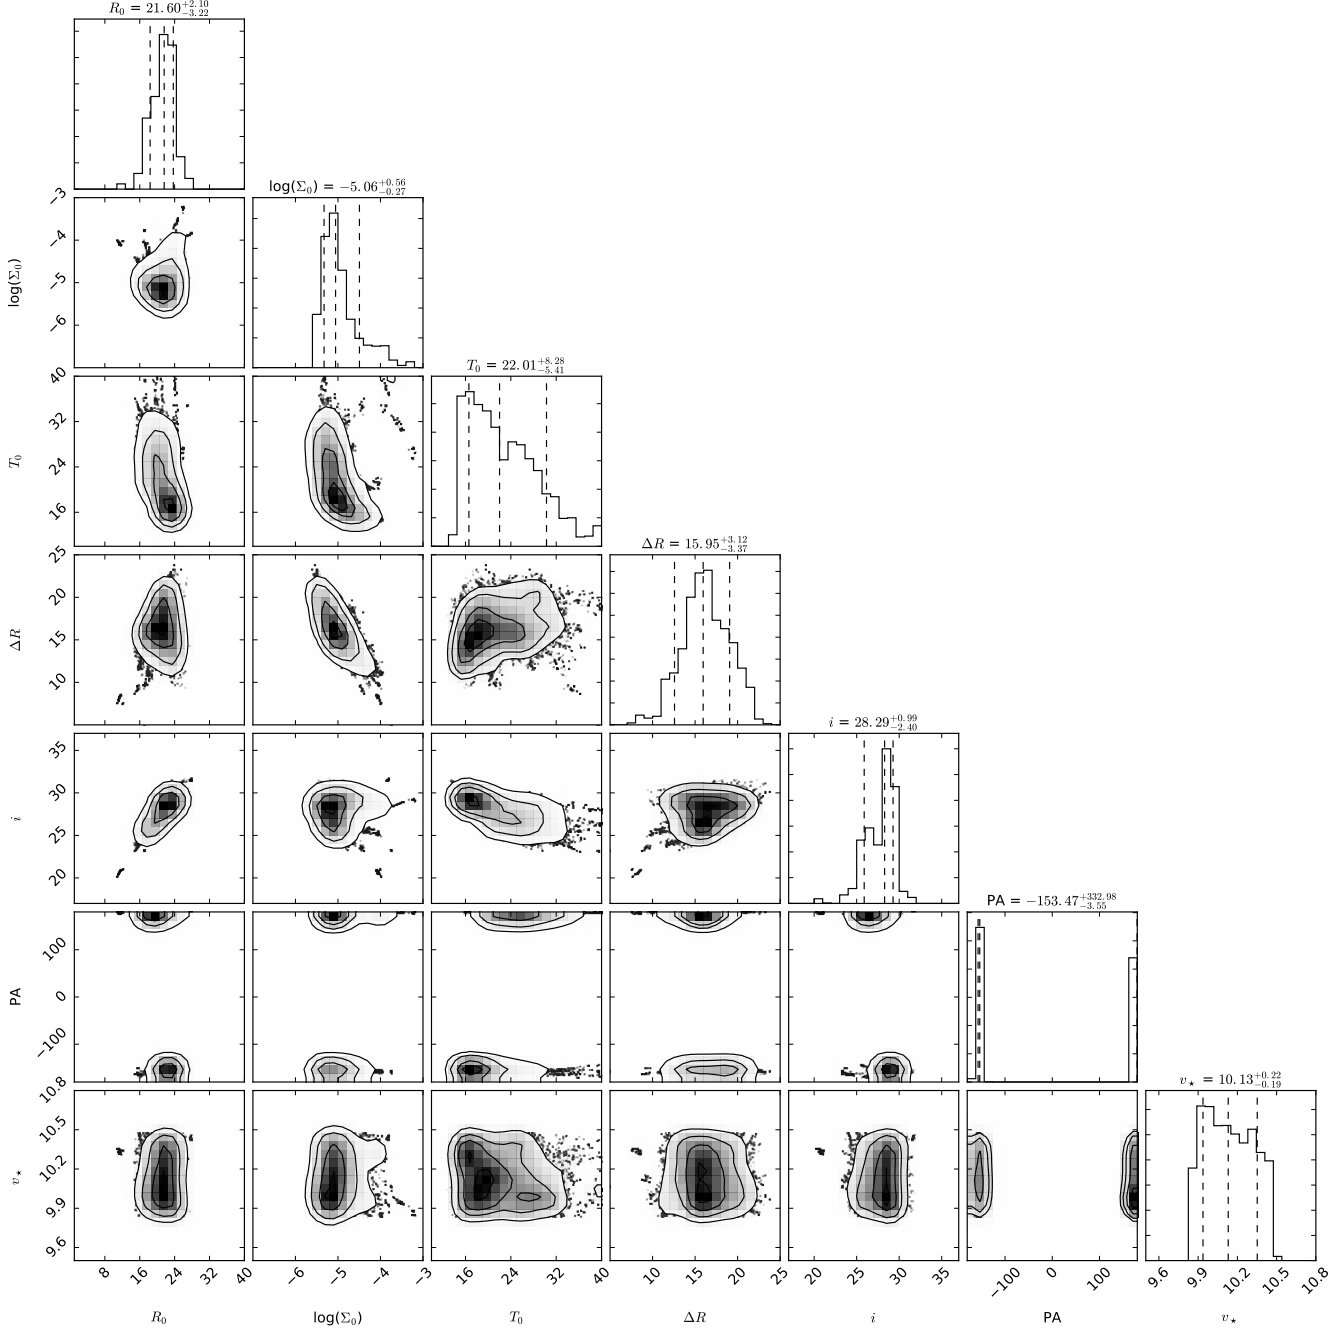 R₀ = 21.60 +2.10 −3.22
−3
log(Σ₀) = −5.06 +0.56 −0.27
−4
−5
−6
log(Σ₀)
T₀ = 22.01 +8.28 −5.41
40
32
24
16
T₀
ΔR = 15.95 +3.12 −3.37
25
20
15
10
ΔR
i = 28.29 +0.99 −2.40
35
30
25
20
i
PA = −153.47 +332.98 −3.55
100
0
−100
PA
v⋆ = 10.13 +0.22 −0.19
10.8
10.5
10.2
9.9
9.6
v⋆
8 16 24 32 40 −6 −5 −4 −3 16 24 32 40 10 15 20 25 20 25 30 35 −100 0 100 9.6 9.9 10.2 10.5 10.8
R₀ log(Σ₀) T₀ ΔR i PA v⋆